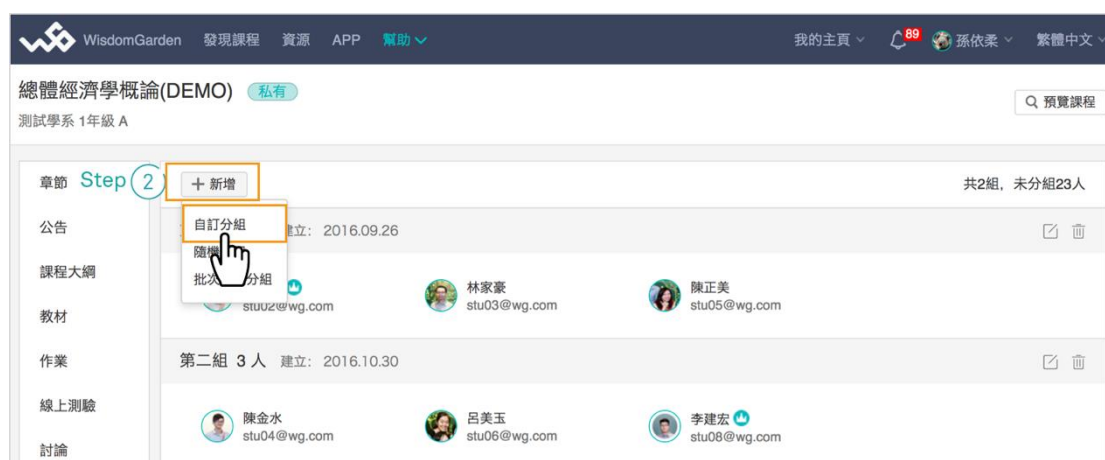 WisdomGarden 發現課程 資源 APP 幫助 我的主頁 89 孫依柔 繁體中文
總體經濟學概論(DEMO) 私有
預覽課程
測試學系 1年級 A
章節 Step 2 + 新增 共2組，未分組23人
公告 自訂分組 建立: 2016.09.26
隨機
課程大綱 批次 分組 林家豪 陳正美
stu02@wg.com stu03@wg.com stu05@wg.com
教材
作業 第二組 3 人 建立: 2016.10.30
線上測驗 陳金水 呂美玉 李建宏
stu04@wg.com stu06@wg.com stu08@wg.com
討論